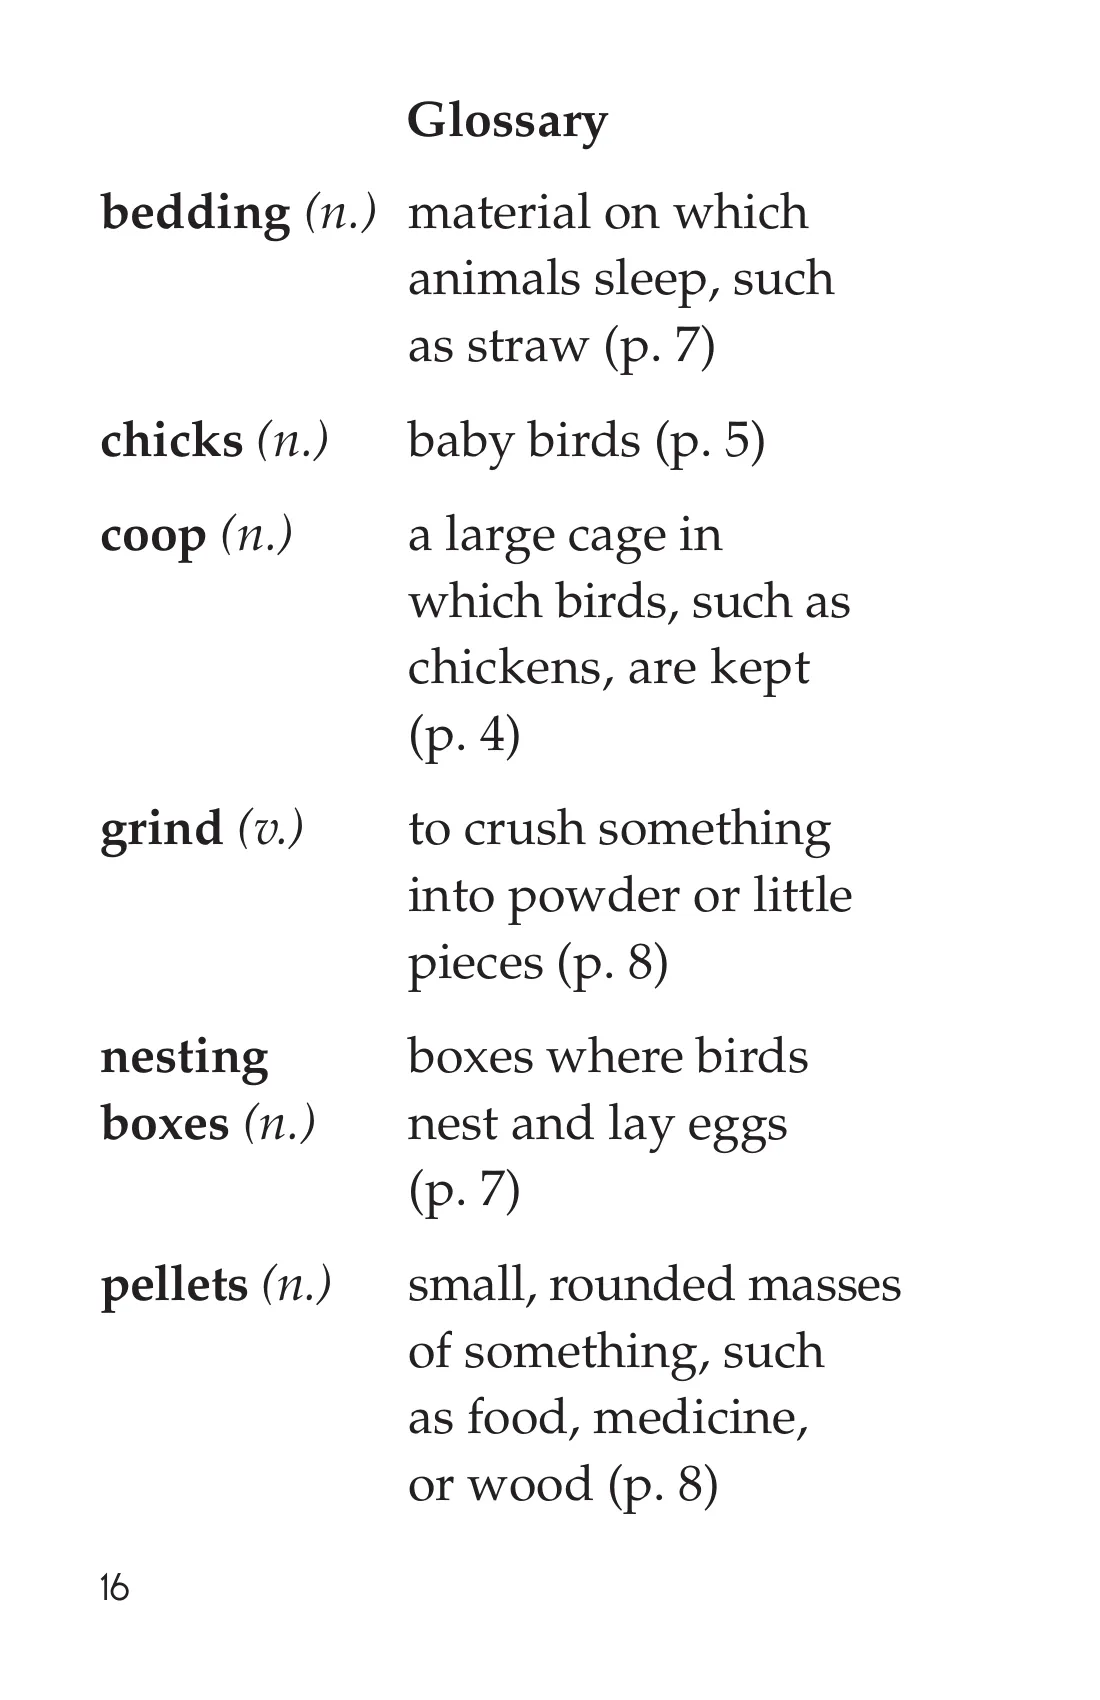 Glossary
bedding (n.) material on which
animals sleep, such
as straw (p. 7)
chicks (n.) baby birds (p. 5)
coop (n.) a large cage in
which birds, such as
chickens, are kept
(p. 4)
grind (v.) to crush something
into powder or little
pieces (p. 8)
nesting boxes where birds
boxes (n.) nest and lay eggs
(p. 7)
pellets (n.) small, rounded masses
of something, such
as food, medicine,
or wood (p. 8)
16